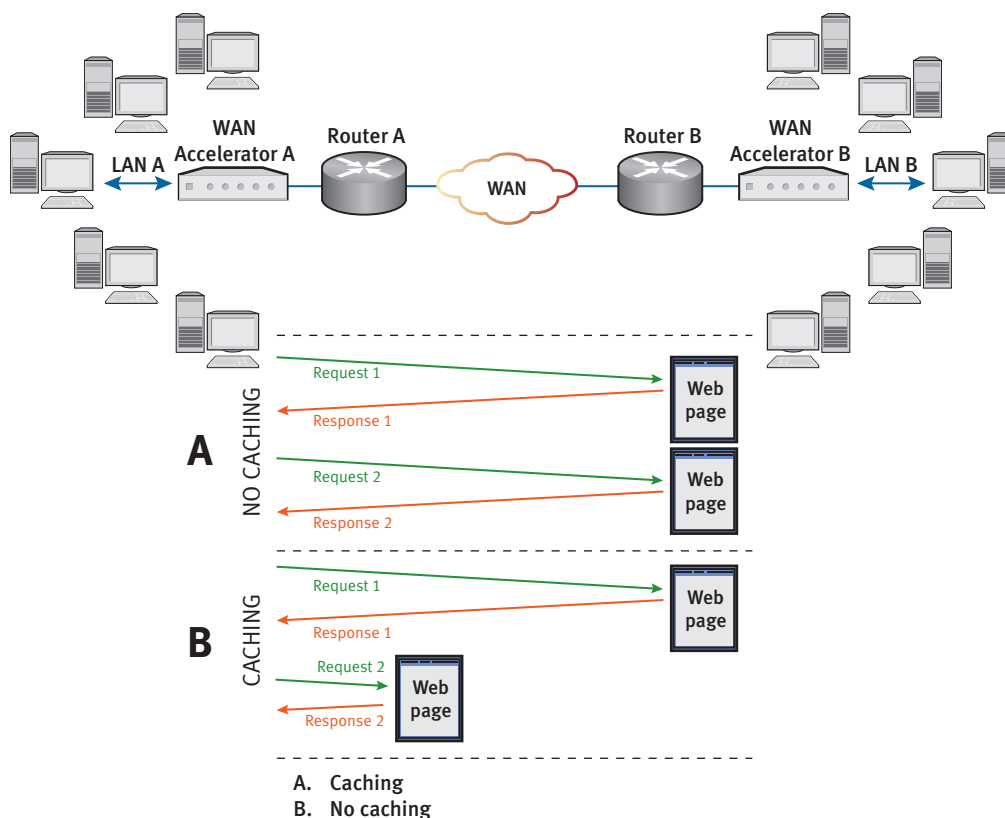 WAN
Accelerator A
Router A
Router B
WAN
Accelerator B
LAN A
WAN
LAN B
A
NO CACHING
Request 1
Response 1
Web
page
Request 2
Response 2
Web
page
B
CACHING
Request 1
Response 1
Web
page
Request 2
Response 2
Web
page
A. Caching
B. No caching